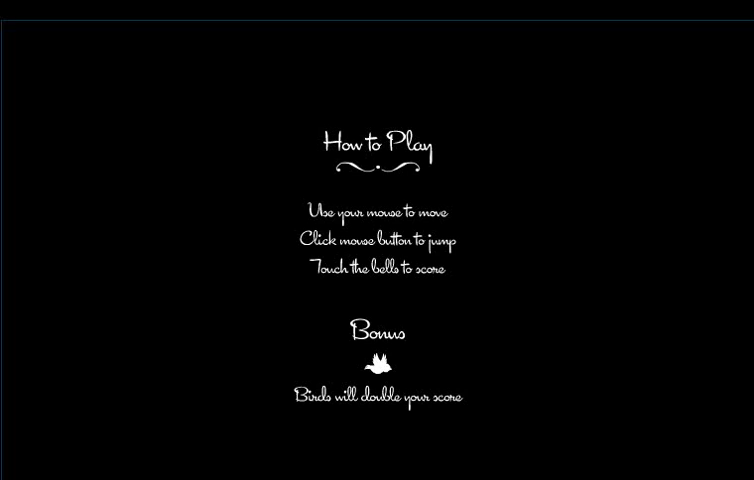 How to Play
Use your mouse to move
Click mouse button to jump
Touch the bells to score
Bonus
Birds will double your score